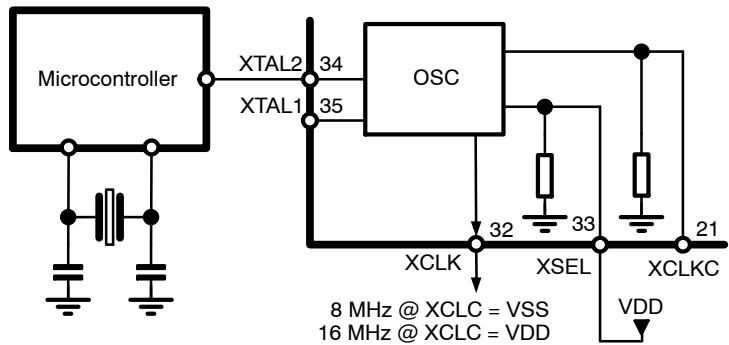 Microcontroller
XTAL2 34
XTAL1 35
OSC
32
33
21
XCLK
XSEL
XCLKC
8 MHz @ XCLC = VSS
16 MHz @ XCLC = VDD
VDD